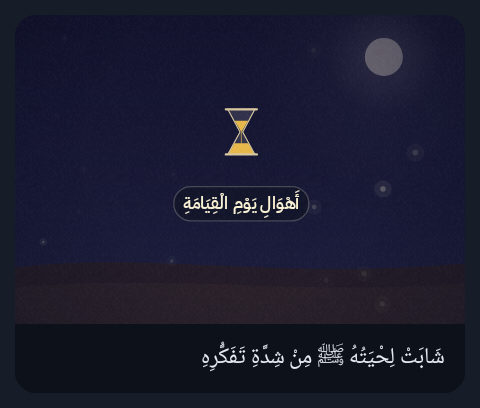 أَهْوَالِ يَوْمِ الْقِيَامَةِ
شَابَتْ لِحْيَتُهُ ﷺ مِنْ شِدَّةِ تَفَكُّرِهِ